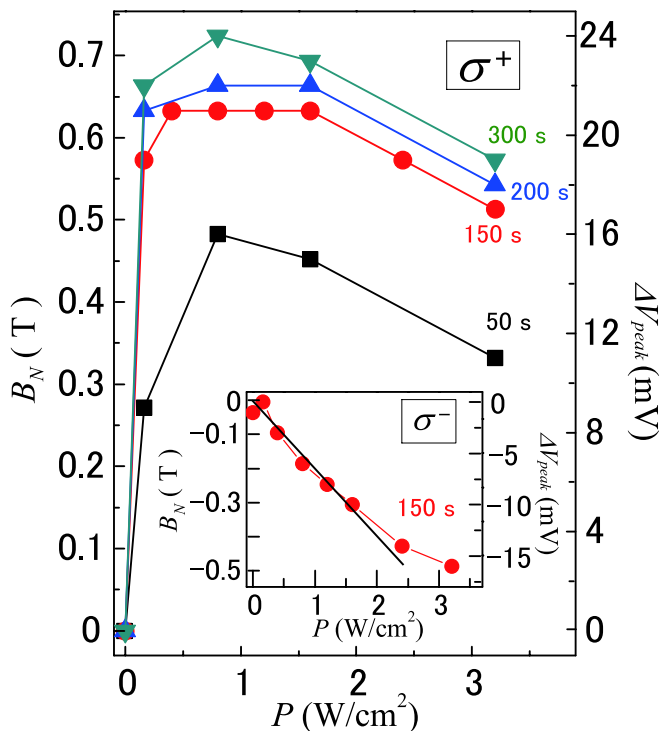 σ⁺
0.7
0.6
0.5
0.4
0.3
0.2
0.1
0
B_N ( T )
24
20
16
11
8
4
0
ΔV_peak (mV)
300 s
200 s
150 s
50 s
0
1
2
3
P (W/cm²)
σ⁻
0
−0.1
−0.3
−0.5
B_N ( T )
0
−5
−10
−15
ΔV_peak (mV)
150 s
0
1
2
3
P (W/cm²)